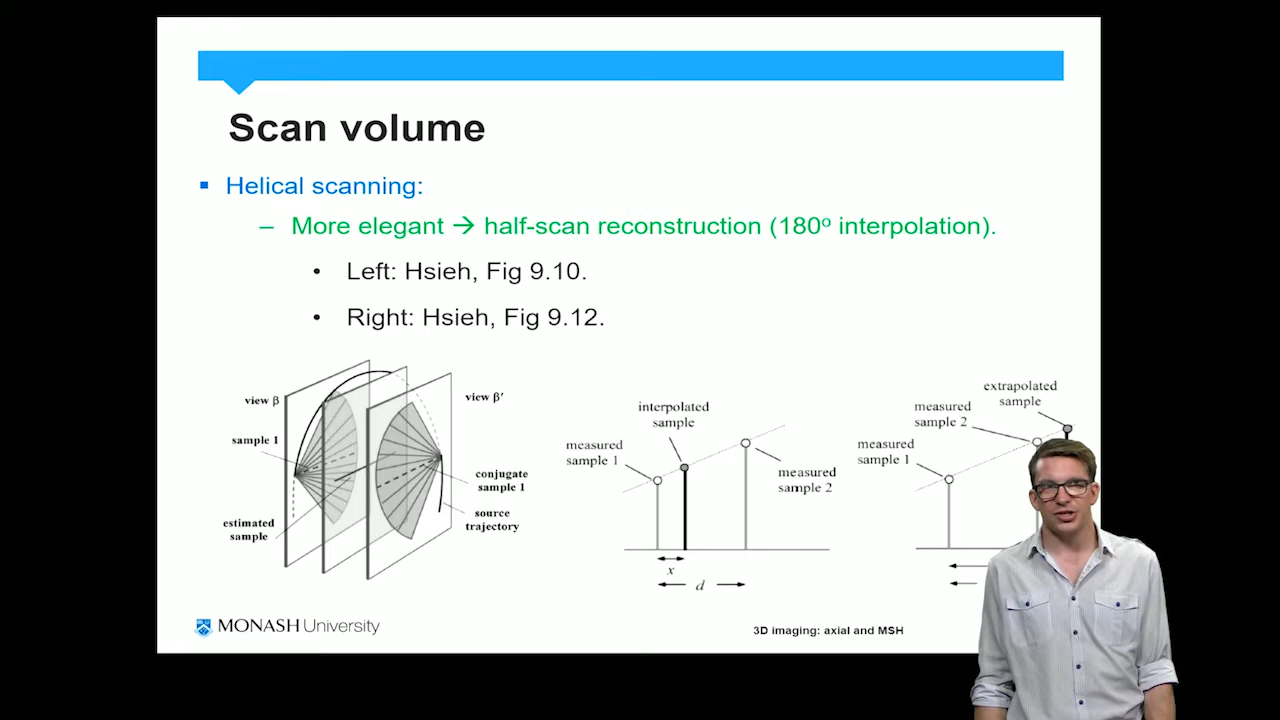 Scan volume
▪ Helical scanning:
– More elegant → half-scan reconstruction (180º interpolation).
• Left: Hsieh, Fig 9.10.
• Right: Hsieh, Fig 9.12.
view β
view β′
sample 1
conjugate
sample 1
estimated
sample
source
trajectory
interpolated
sample
measured
sample 1
measured
sample 2
x
d
extrapolated
sample
measured
sample 2
measured
sample 1
MONASH University
3D imaging: axial and MSH